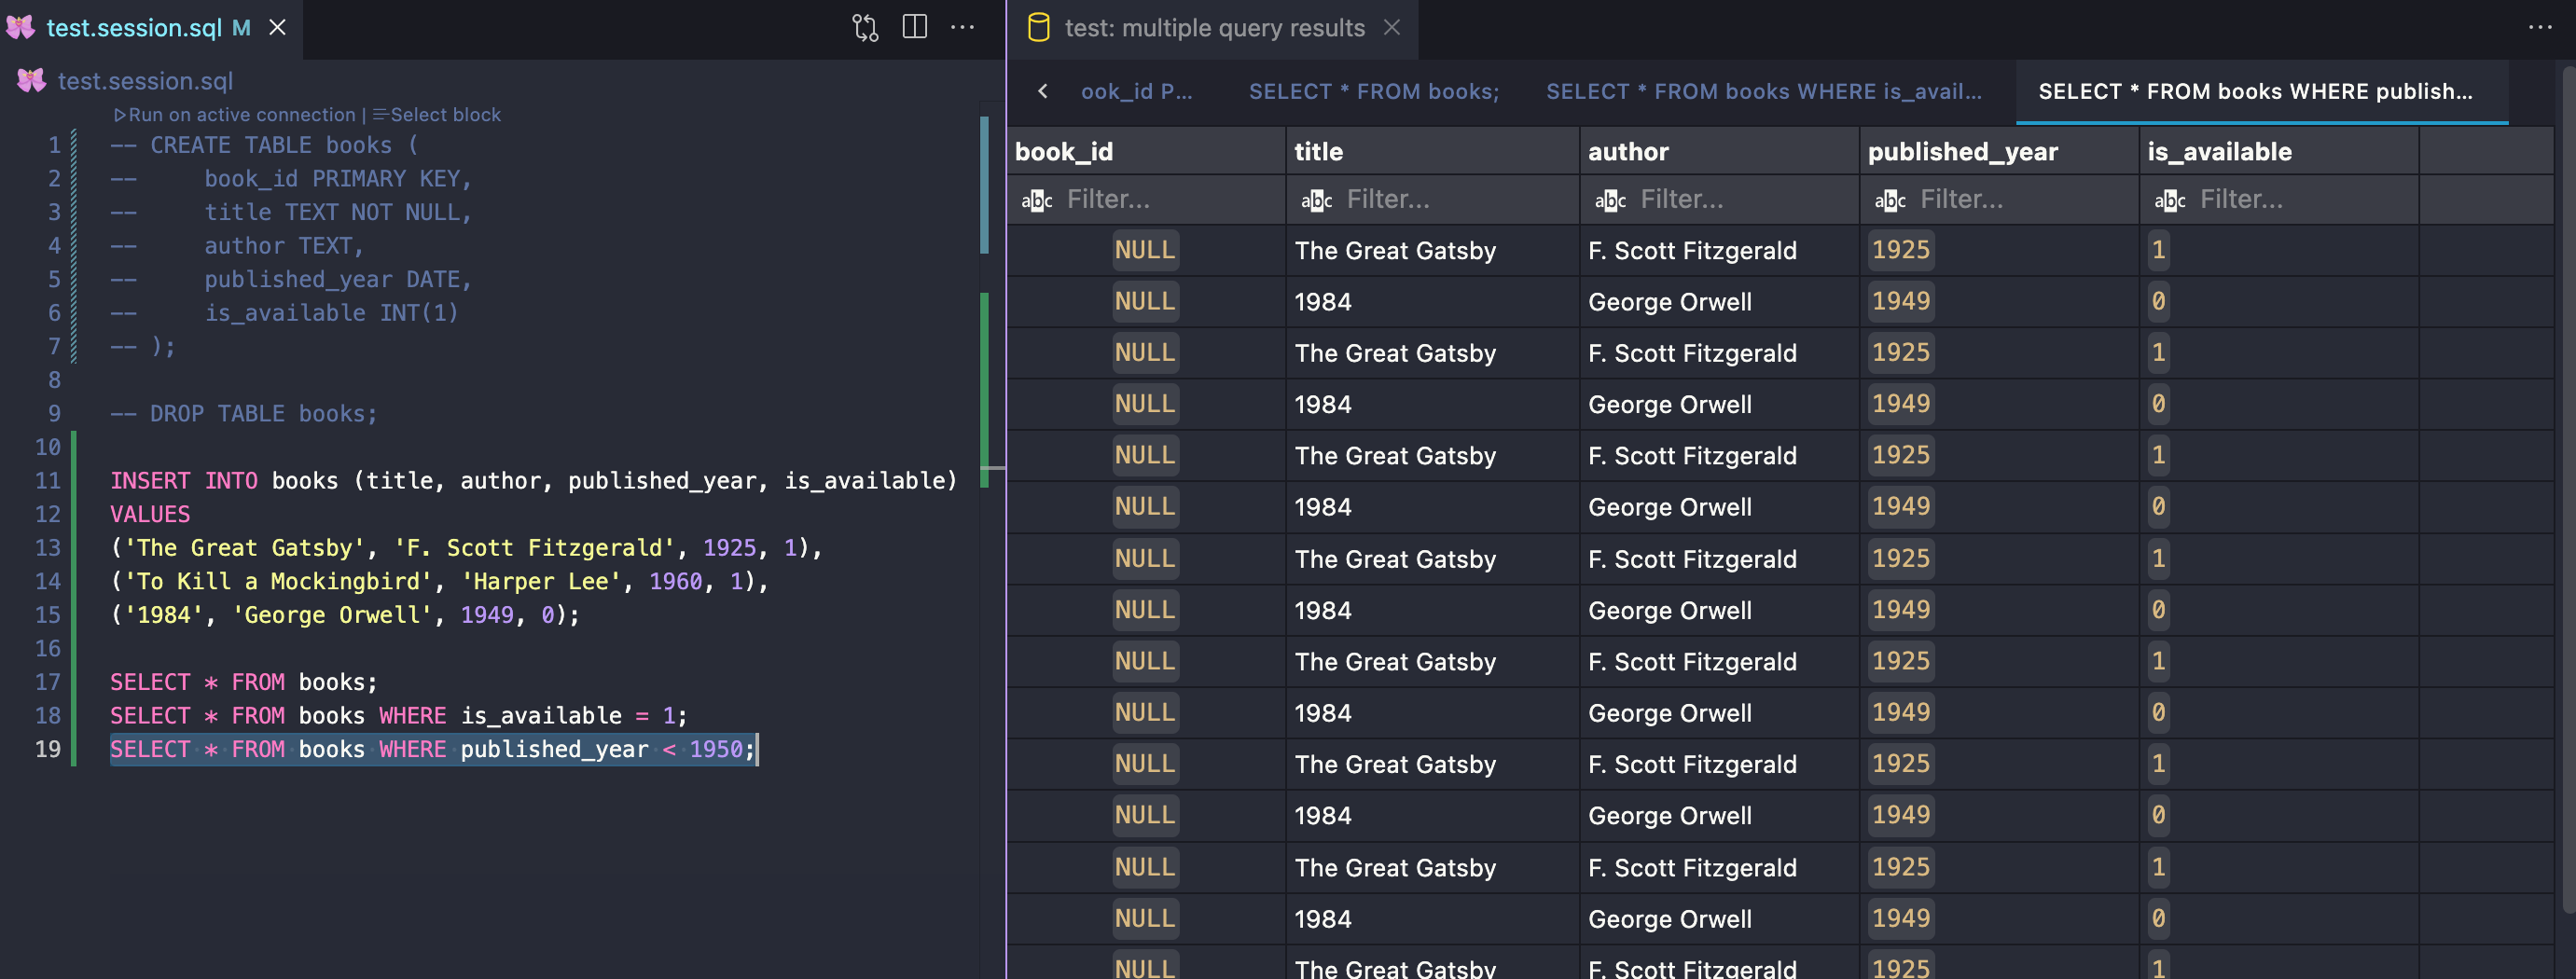 test.session.sql M
test.session.sql
Run on active connection | Select block
1 -- CREATE TABLE books (
2 --     book_id PRIMARY KEY,
3 --     title TEXT NOT NULL,
4 --     author TEXT,
5 --     published_year DATE,
6 --     is_available INT(1)
7 -- );
8
9 -- DROP TABLE books;
10
11 INSERT INTO books (title, author, published_year, is_available)
12 VALUES
13 ('The Great Gatsby', 'F. Scott Fitzgerald', 1925, 1),
14 ('To Kill a Mockingbird', 'Harper Lee', 1960, 1),
15 ('1984', 'George Orwell', 1949, 0);
16
17 SELECT * FROM books;
18 SELECT * FROM books WHERE is_available = 1;
19 SELECT * FROM books WHERE published_year < 1950;
test: multiple query results
ook_id P... SELECT * FROM books; SELECT * FROM books WHERE is_avail... SELECT * FROM books WHERE publish...
book_id title author published_year is_available
abc Filter... abc Filter... abc Filter... abc Filter... abc Filter...
NULL The Great Gatsby F. Scott Fitzgerald 1925 1
NULL 1984 George Orwell 1949 0
NULL The Great Gatsby F. Scott Fitzgerald 1925 1
NULL 1984 George Orwell 1949 0
NULL The Great Gatsby F. Scott Fitzgerald 1925 1
NULL 1984 George Orwell 1949 0
NULL The Great Gatsby F. Scott Fitzgerald 1925 1
NULL 1984 George Orwell 1949 0
NULL The Great Gatsby F. Scott Fitzgerald 1925 1
NULL 1984 George Orwell 1949 0
NULL The Great Gatsby F. Scott Fitzgerald 1925 1
NULL 1984 George Orwell 1949 0
NULL The Great Gatsby F. Scott Fitzgerald 1925 1
NULL 1984 George Orwell 1949 0
NULL The Great Gatsby F. Scott Fitzgerald 1925 1